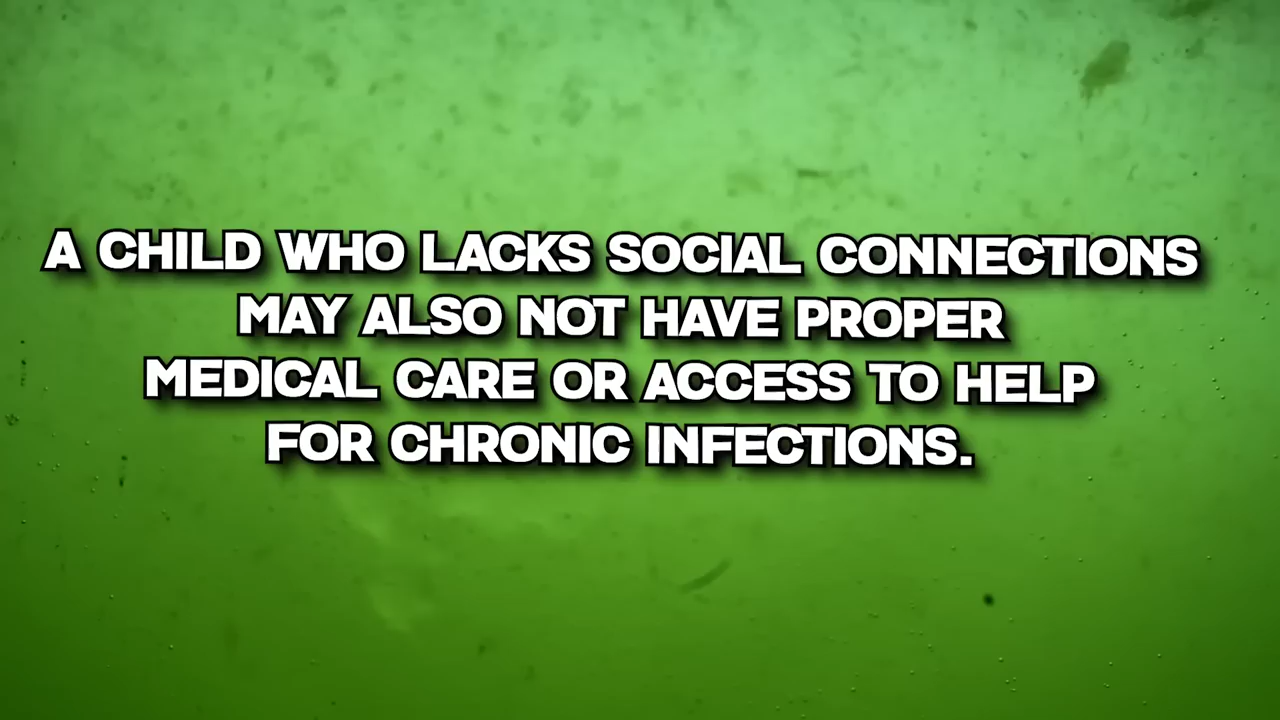 A CHILD WHO LACKS SOCIAL CONNECTIONS
MAY ALSO NOT HAVE PROPER
MEDICAL CARE OR ACCESS TO HELP
FOR CHRONIC INFECTIONS.